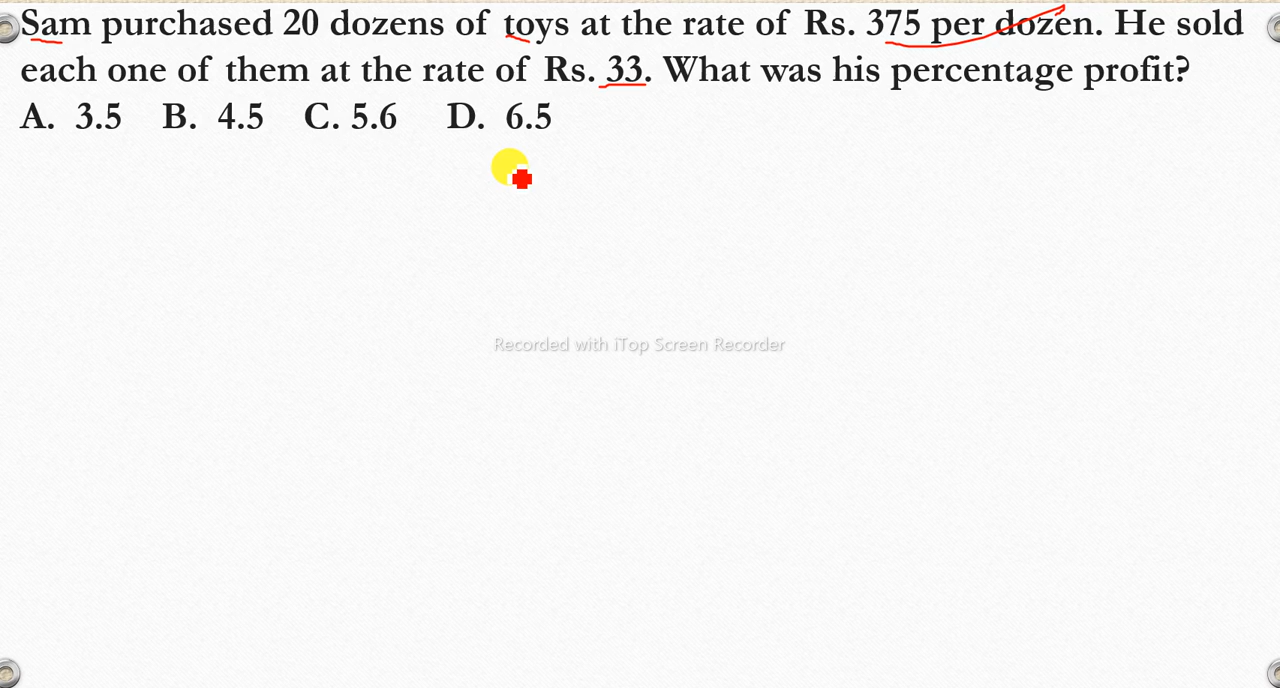 Sam purchased 20 dozens of toys at the rate of Rs. 375 per dozen. He sold
each one of them at the rate of Rs. 33. What was his percentage profit?
A. 3.5 B. 4.5 C. 5.6 D. 6.5
Recorded with iTop Screen Recorder